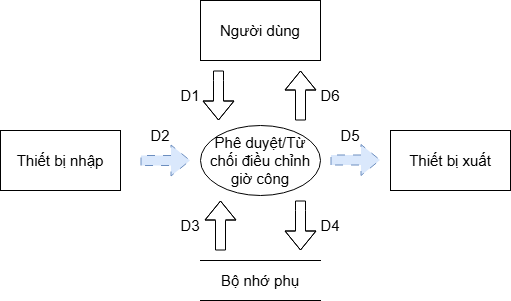 Người dùng
D1
D6
D2
D5
Thiết bị nhập
Phê duyệt/Từ
chối điều chỉnh
giờ công
Thiết bị xuất
D3
D4
Bộ nhớ phụ